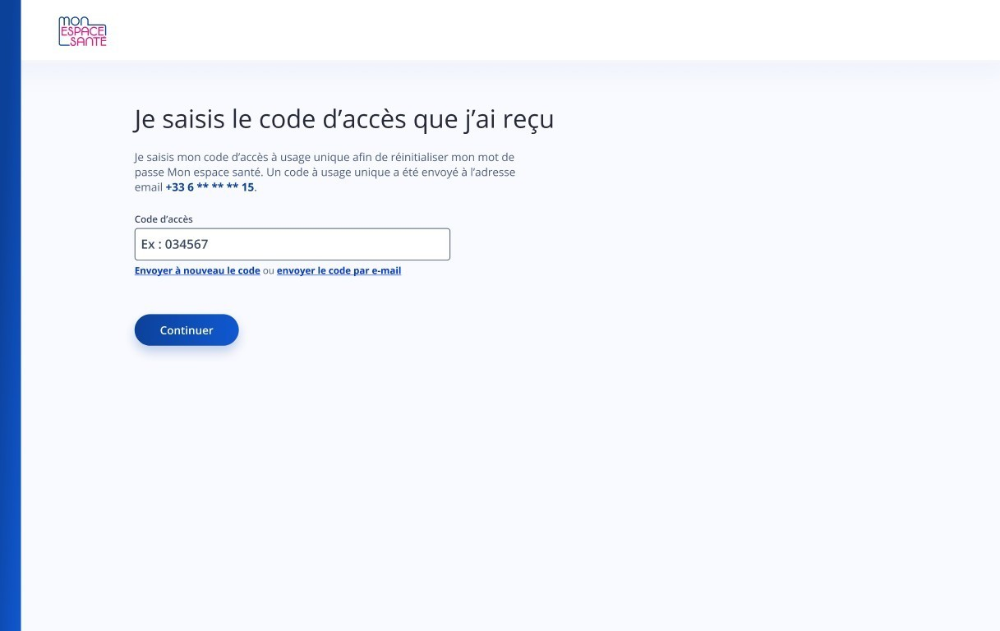 mon
ESPACE
SANTÉ
Je saisis le code d’accès que j’ai reçu
Je saisis mon code d’accès à usage unique afin de réinitialiser mon mot de
passe Mon espace santé. Un code à usage unique a été envoyé à l’adresse
email +33 6 ** ** ** 15.
Code d’accès
Ex : 034567
Envoyer à nouveau le code ou envoyer le code par e-mail
Continuer